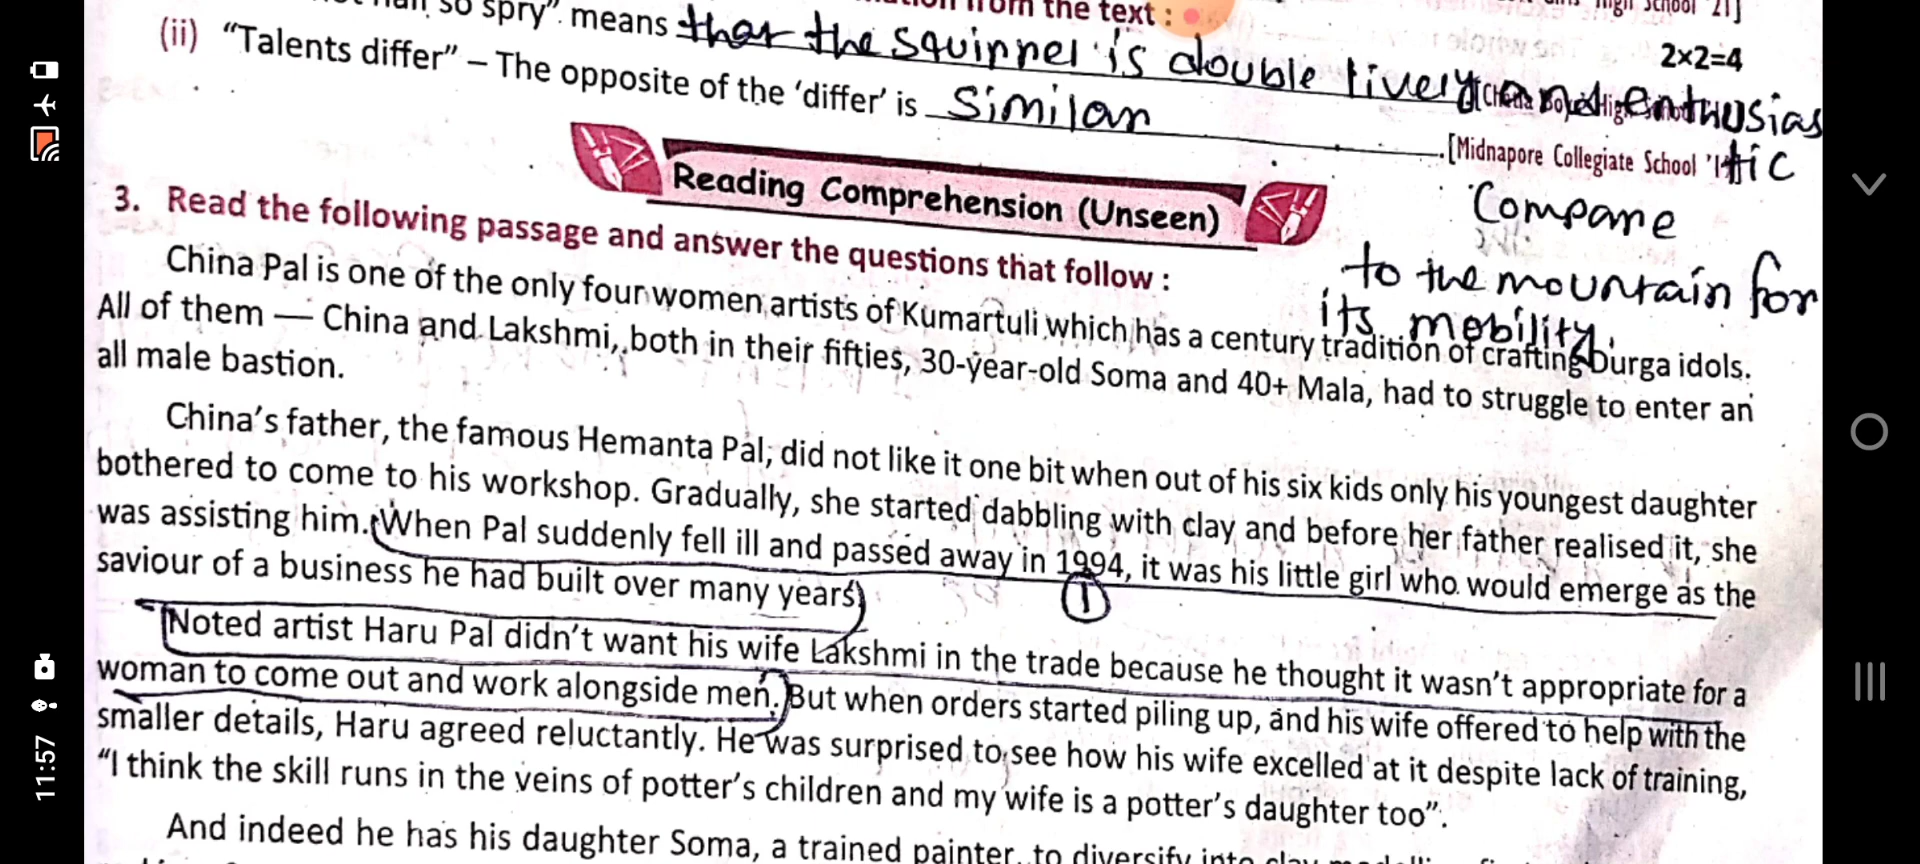 so spry". means that the squirrel is double livery and enthusias
from the text :
High School '21]
2×2=4
(ii) "Talents differ" – The opposite of the 'differ' is Similar
.[Midnapore Collegiate School
tic
Compare
to the mountain for
its mobility.
Reading Comprehension (Unseen)
3. Read the following passage and answer the questions that follow :
China Pal is one of the only four women artists of Kumartuli which has a century tradition of crafting Durga idols.
All of them — China and Lakshmi, both in their fifties, 30-year-old Soma and 40+ Mala, had to struggle to enter an
all male bastion.
China's father, the famous Hemanta Pal, did not like it one bit when out of his six kids only his youngest daughter
bothered to come to his workshop. Gradually, she started dabbling with clay and before her father realised it, she
was assisting him. When Pal suddenly fell ill and passed away in 1994, it was his little girl who would emerge as the
saviour of a business he had built over many years
1
Noted artist Haru Pal didn't want his wife Lakshmi in the trade because he thought it wasn't appropriate for a
woman to come out and work alongside men. But when orders started piling up, and his wife offered to help with the
smaller details, Haru agreed reluctantly. He was surprised to see how his wife excelled at it despite lack of training,
"I think the skill runs in the veins of potter's children and my wife is a potter's daughter too".
And indeed he has his daughter Soma, a trained painter, to diversify into clay
11:57